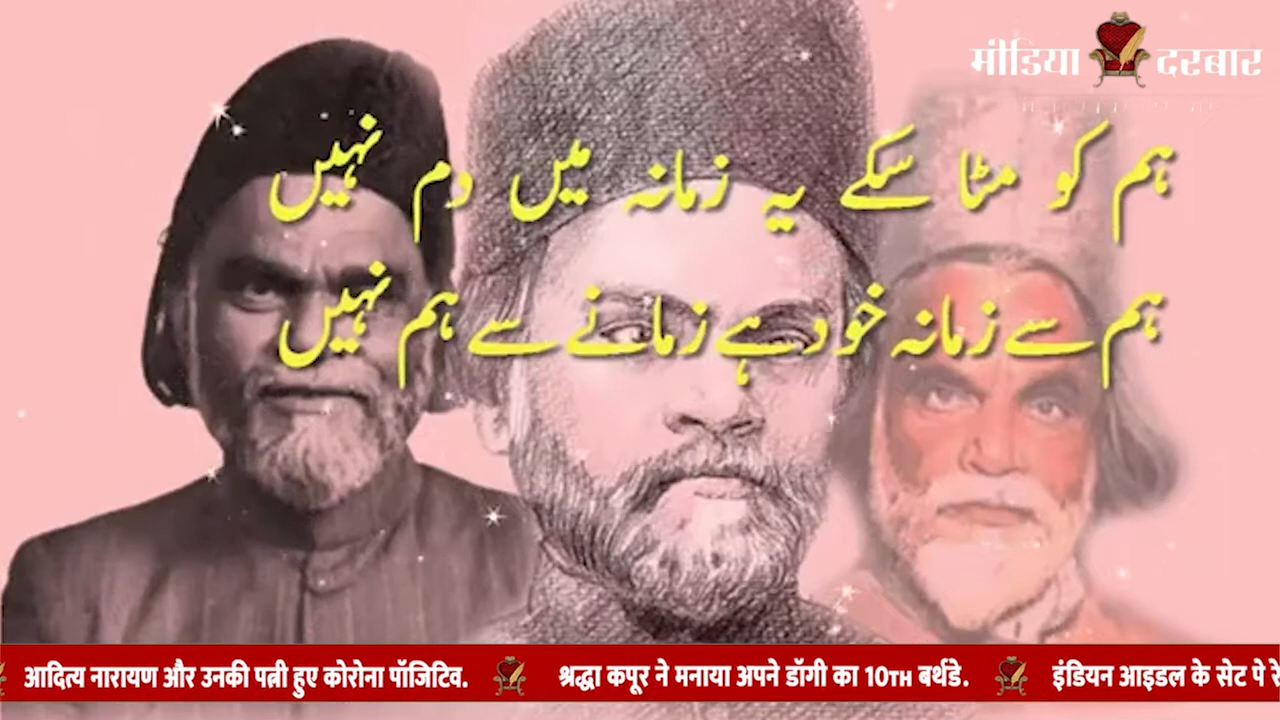 मीडिया दरबार
ہم کو مٹا سکے یہ زمانہ میں دم نہیں
ہم سے زمانہ خود ہے زمانے سے ہم نہیں
आदित्य नारायण और उनकी पत्नी हुए कोरोना पॉजिटिव. श्रद्धा कपूर ने मनाया अपने डॉगी का 10TH बर्थडे. इंडियन आइडल के सेट पे रे